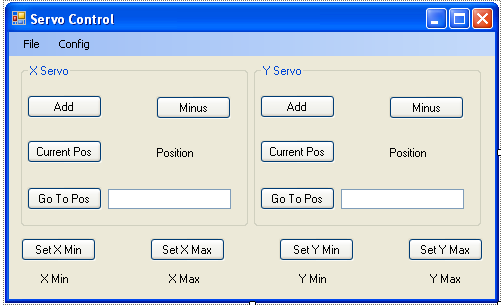 Servo Control
File Config
X Servo Y Servo
Add Minus Add Minus
Current Pos Position Current Pos Position
Go To Pos Go To Pos
Set X Min Set X Max Set Y Min Set Y Max
X Min X Max Y Min Y Max